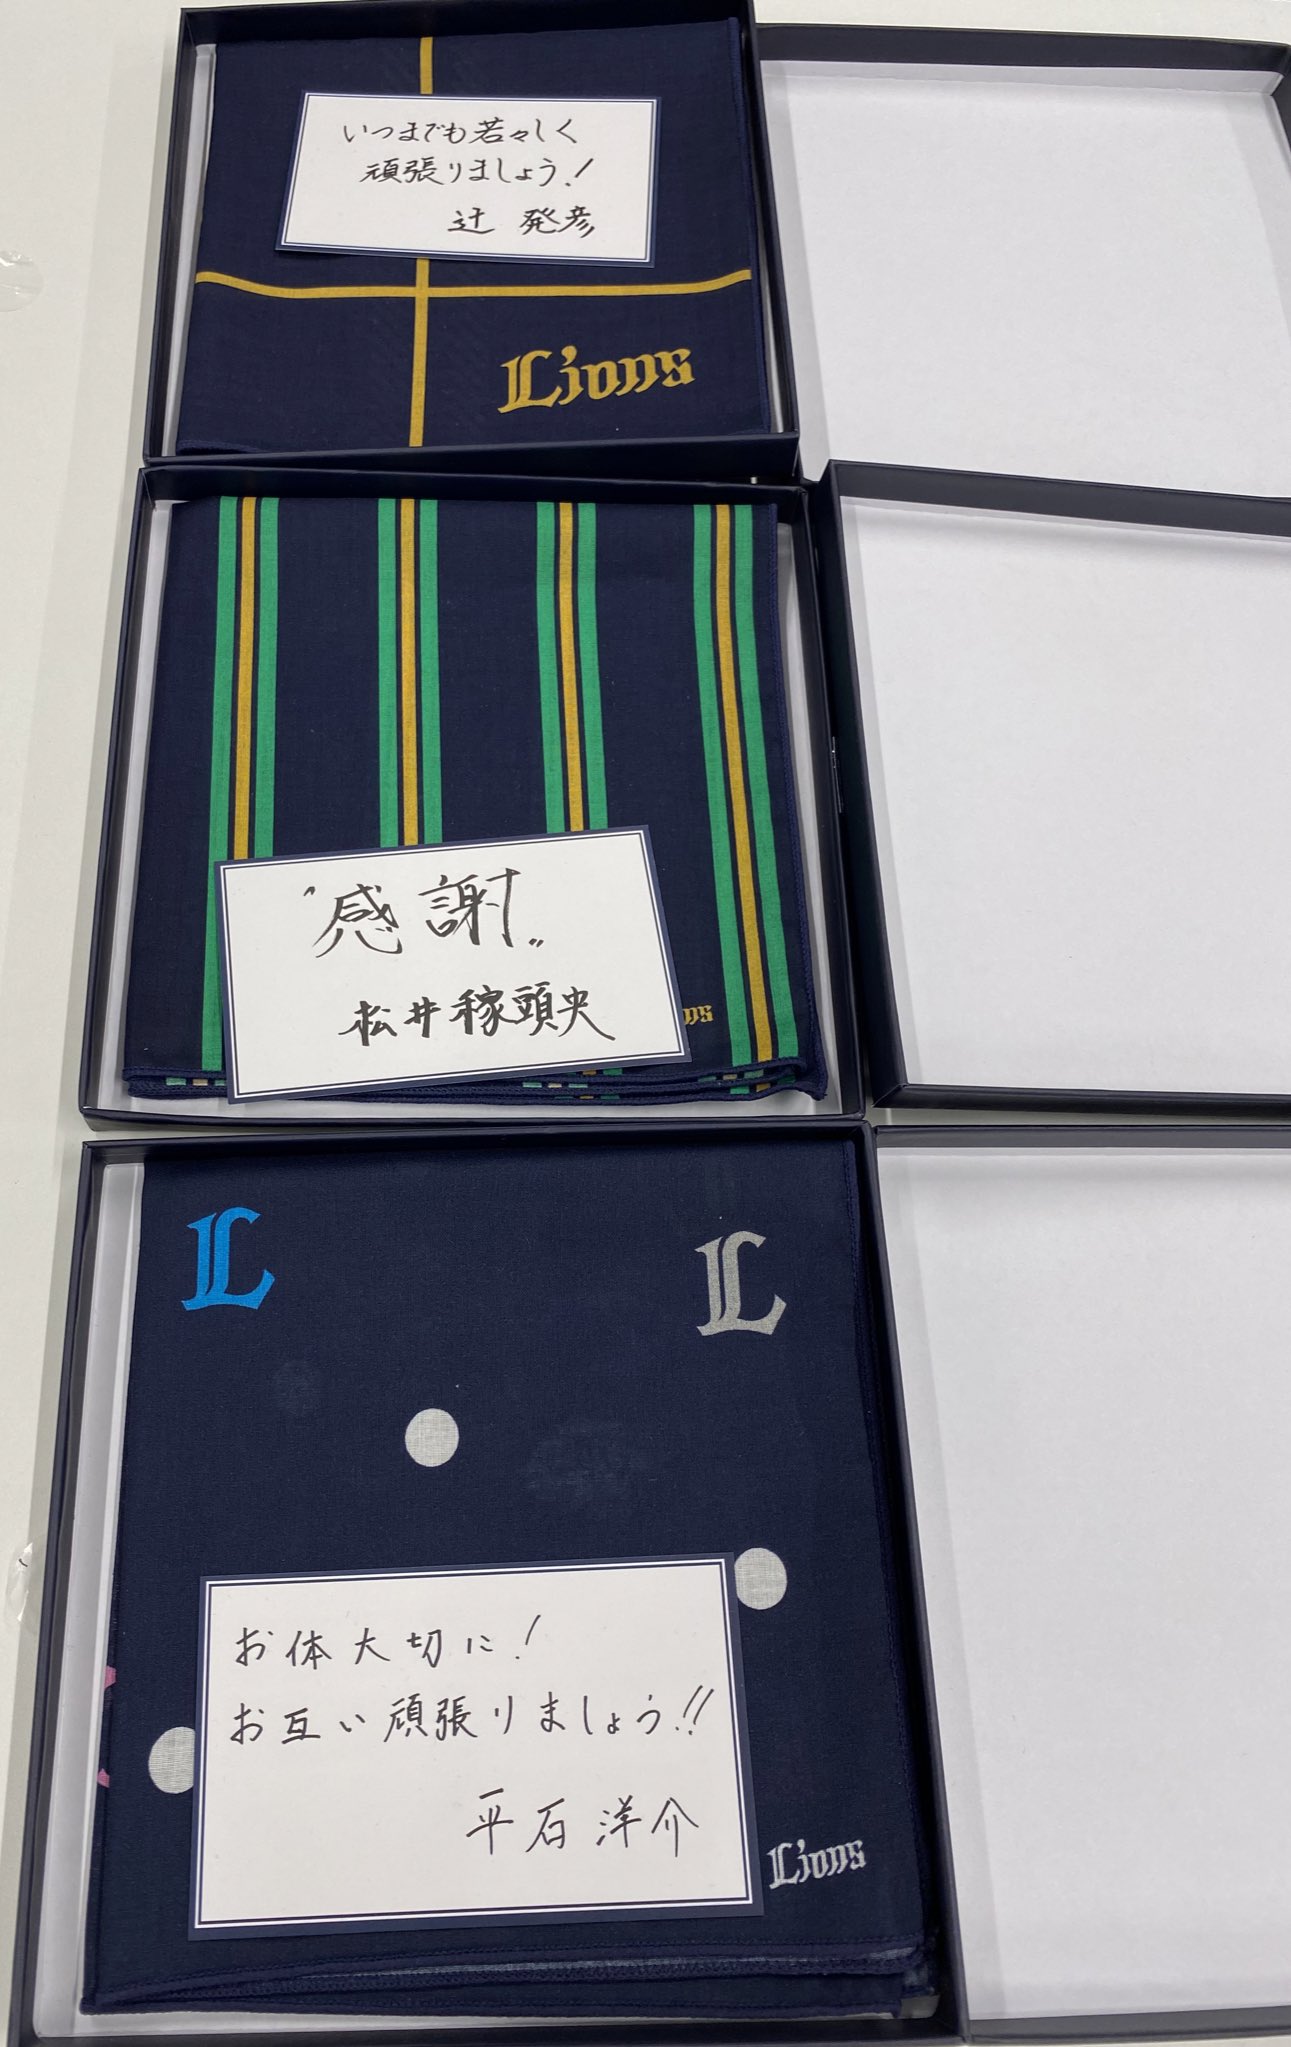 いつまでも若々しく
頑張りましょう!
辻 発彦
Lions
"感謝"
松井稼頭央
ns
L L
お体大切に!
お互い頑張りましょう!!
平石洋介
Lions